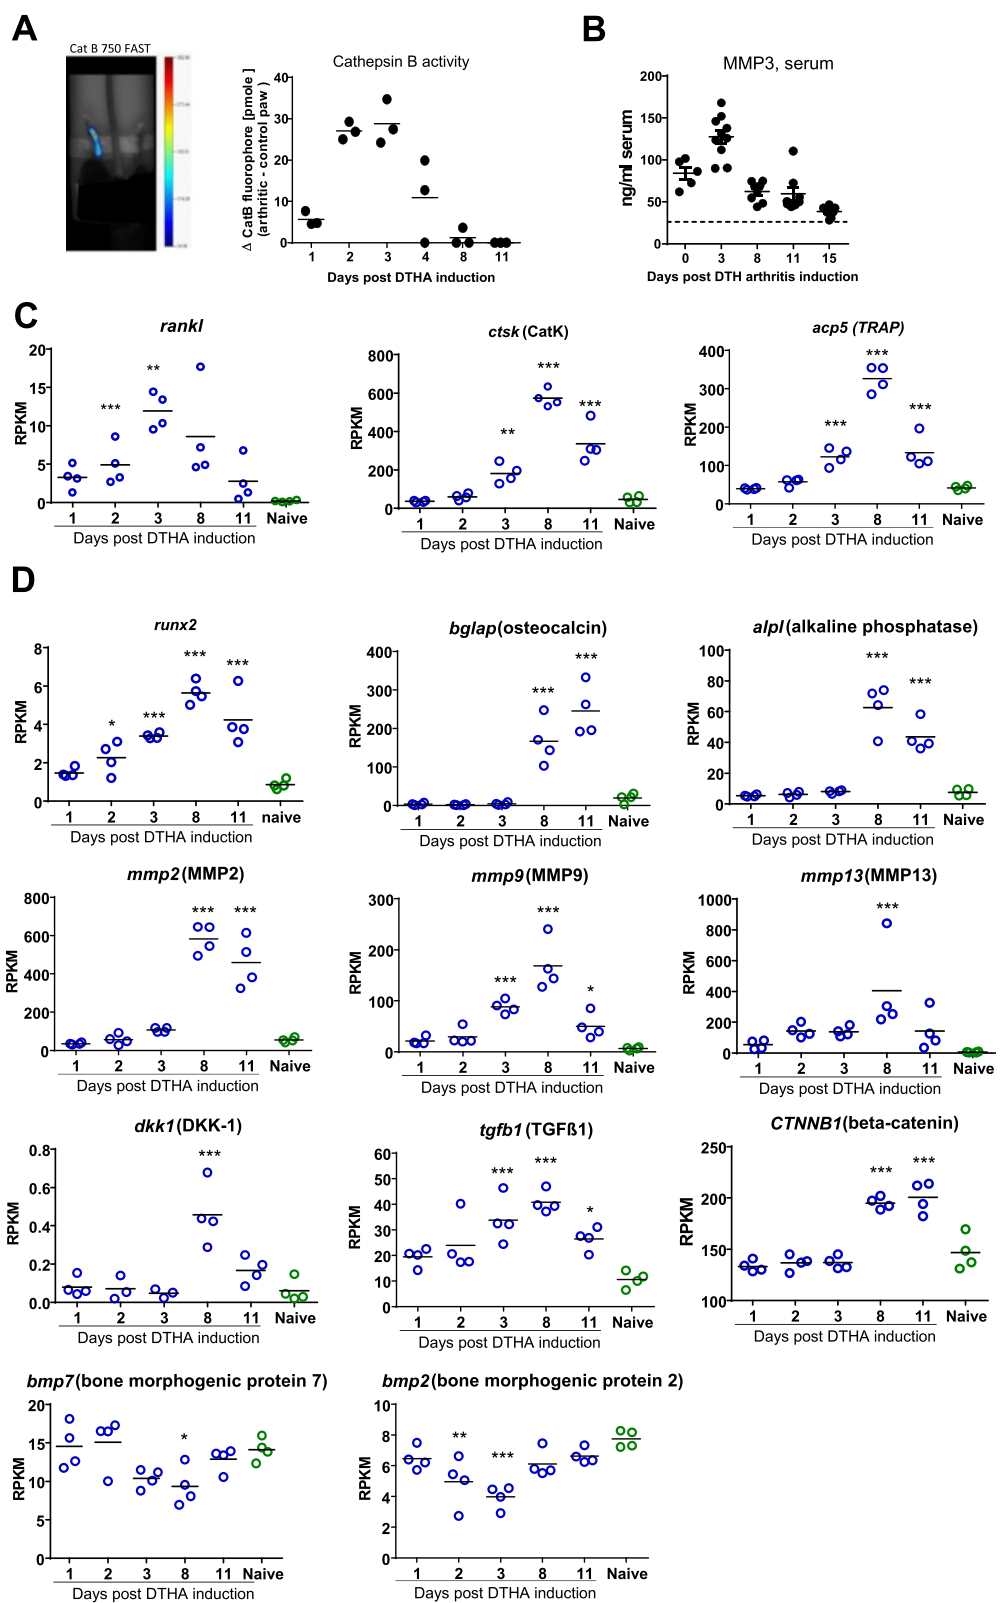 A
Cat B 750 FAST
Cathepsin B activity
Δ CatB fluorophore [pmole ]
(arthritic - control paw )
40
30
20
10
0
1 2 3 4 8 11
Days post DTHA induction
B
MMP3, serum
ng/ml serum
200
150
100
50
0
0 3 8 11 15
Days post DTH arthritis induction
C
rankl
RPKM
20
15
10
5
0
** 
***
1 2 3 8 11 Naive
Days post DTHA induction
ctsk (CatK)
RPKM
800
600
400
200
0
***
***
**
1 2 3 8 11 Naive
Days post DTHA induction
acp5 (TRAP)
RPKM
400
300
200
100
0
***
***
***
1 2 3 8 11 Naive
Days post DTHA induction
D
runx2
RPKM
8
6
4
2
0
***
***
***
*
1 2 3 8 11 naive
Days post DTHA induction
bglap (osteocalcin)
RPKM
400
300
200
100
0
***
***
1 2 3 8 11 Naive
Days post DTHA induction
alpl (alkaline phosphatase)
RPKM
100
80
60
40
20
0
***
***
1 2 3 8 11 Naive
Days post DTHA induction
mmp2 (MMP2)
RPKM
800
600
400
200
0
*** ***
1 2 3 8 11 Naive
Days post DTHA induction
mmp9 (MMP9)
RPKM
300
200
100
0
***
***
*
1 2 3 8 11 Naive
Days post DTHA induction
mmp13 (MMP13)
RPKM
1000
800
600
400
200
0
***
1 2 3 8 11 Naive
Days post DTHA induction
dkk1 (DKK-1)
RPKM
0.8
0.6
0.4
0.2
0.0
***
1 2 3 8 11 Naive
Days post DTHA induction
tgfb1 (TGFß1)
RPKM
60
50
40
30
20
10
0
***
***
*
1 2 3 8 11 Naive
Days post DTHA induction
CTNNB1 (beta-catenin)
RPKM
250
200
150
100
***
***
1 2 3 8 11 Naive
Days post DTHA induction
bmp7 (bone morphogenic protein 7)
RPKM
20
15
10
5
0
*
1 2 3 8 11 Naive
Days post DTHA induction
bmp2 (bone morphogenic protein 2)
RPKM
10
8
6
4
2
0
**
***
1 2 3 8 11 Naive
Days post DTHA induction